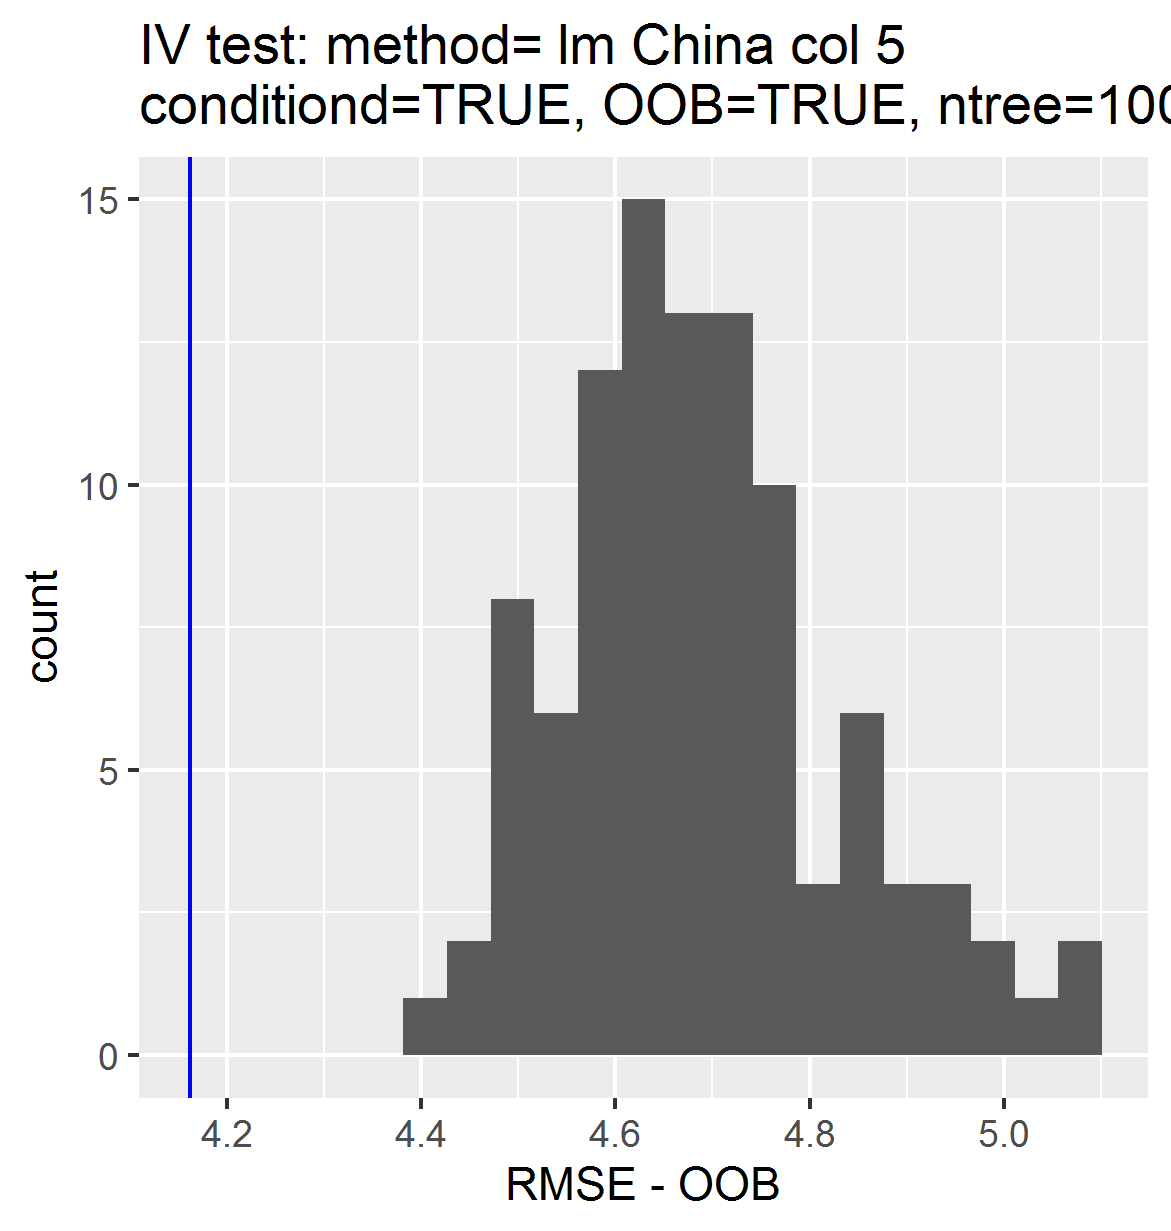 IV test: method= lm China col 5
conditiond=TRUE, OOB=TRUE, ntree=100
15
10
5
0
count
4.2
4.4
4.6
4.8
5.0
RMSE - OOB